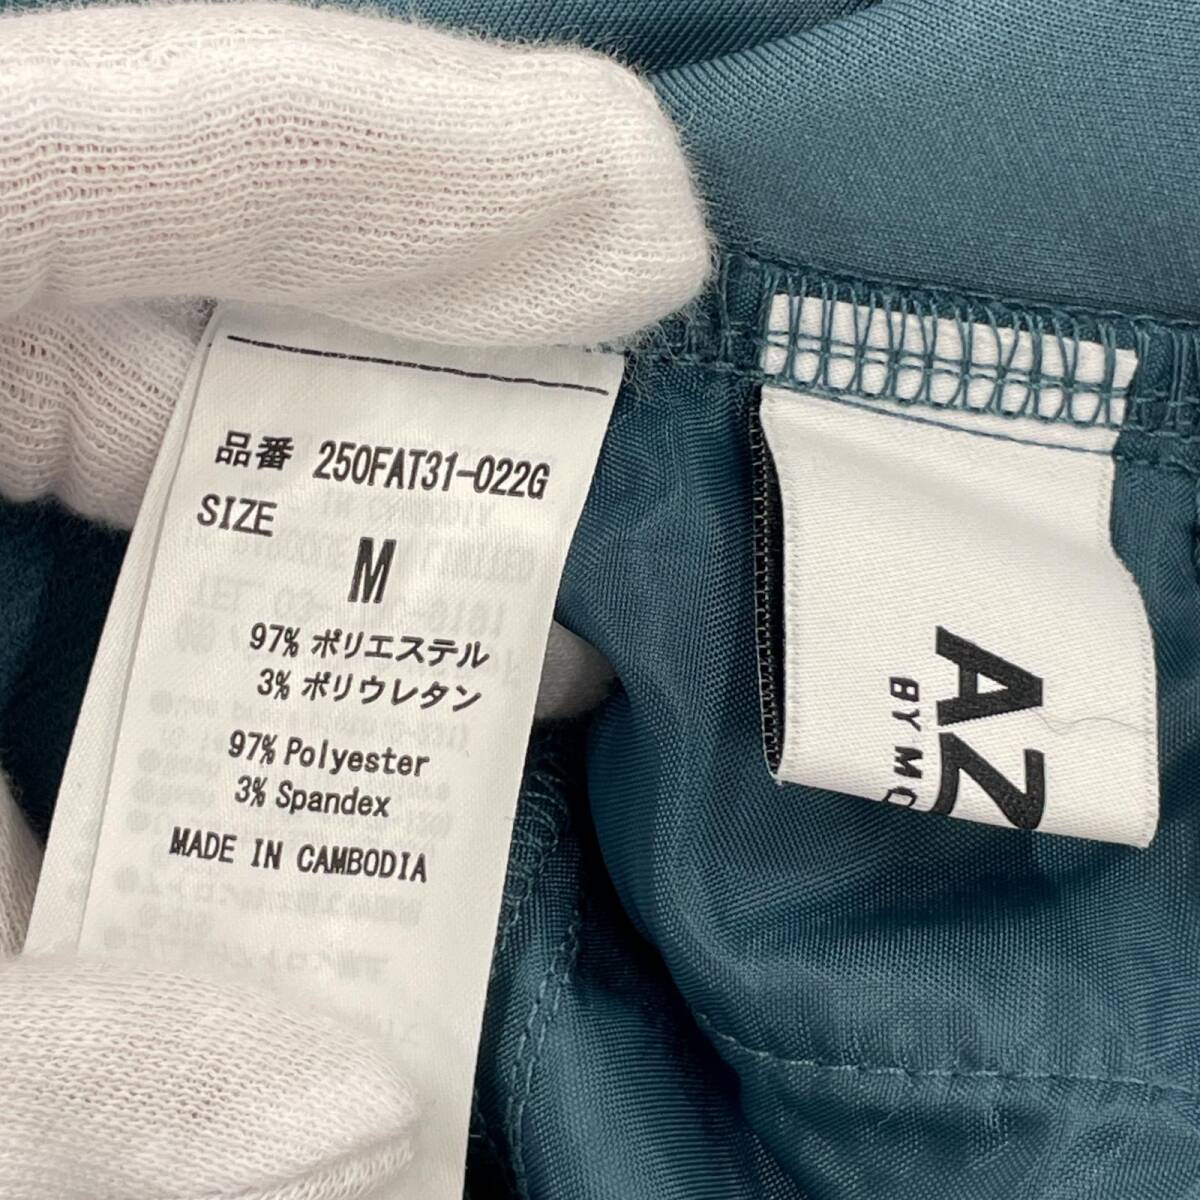 品番 250FAT31-022G
SIZE
M
97% ポリエステル
3% ポリウレタン
97% Polyester
3% Spandex
MADE IN CAMBODIA
AZ
BY MO